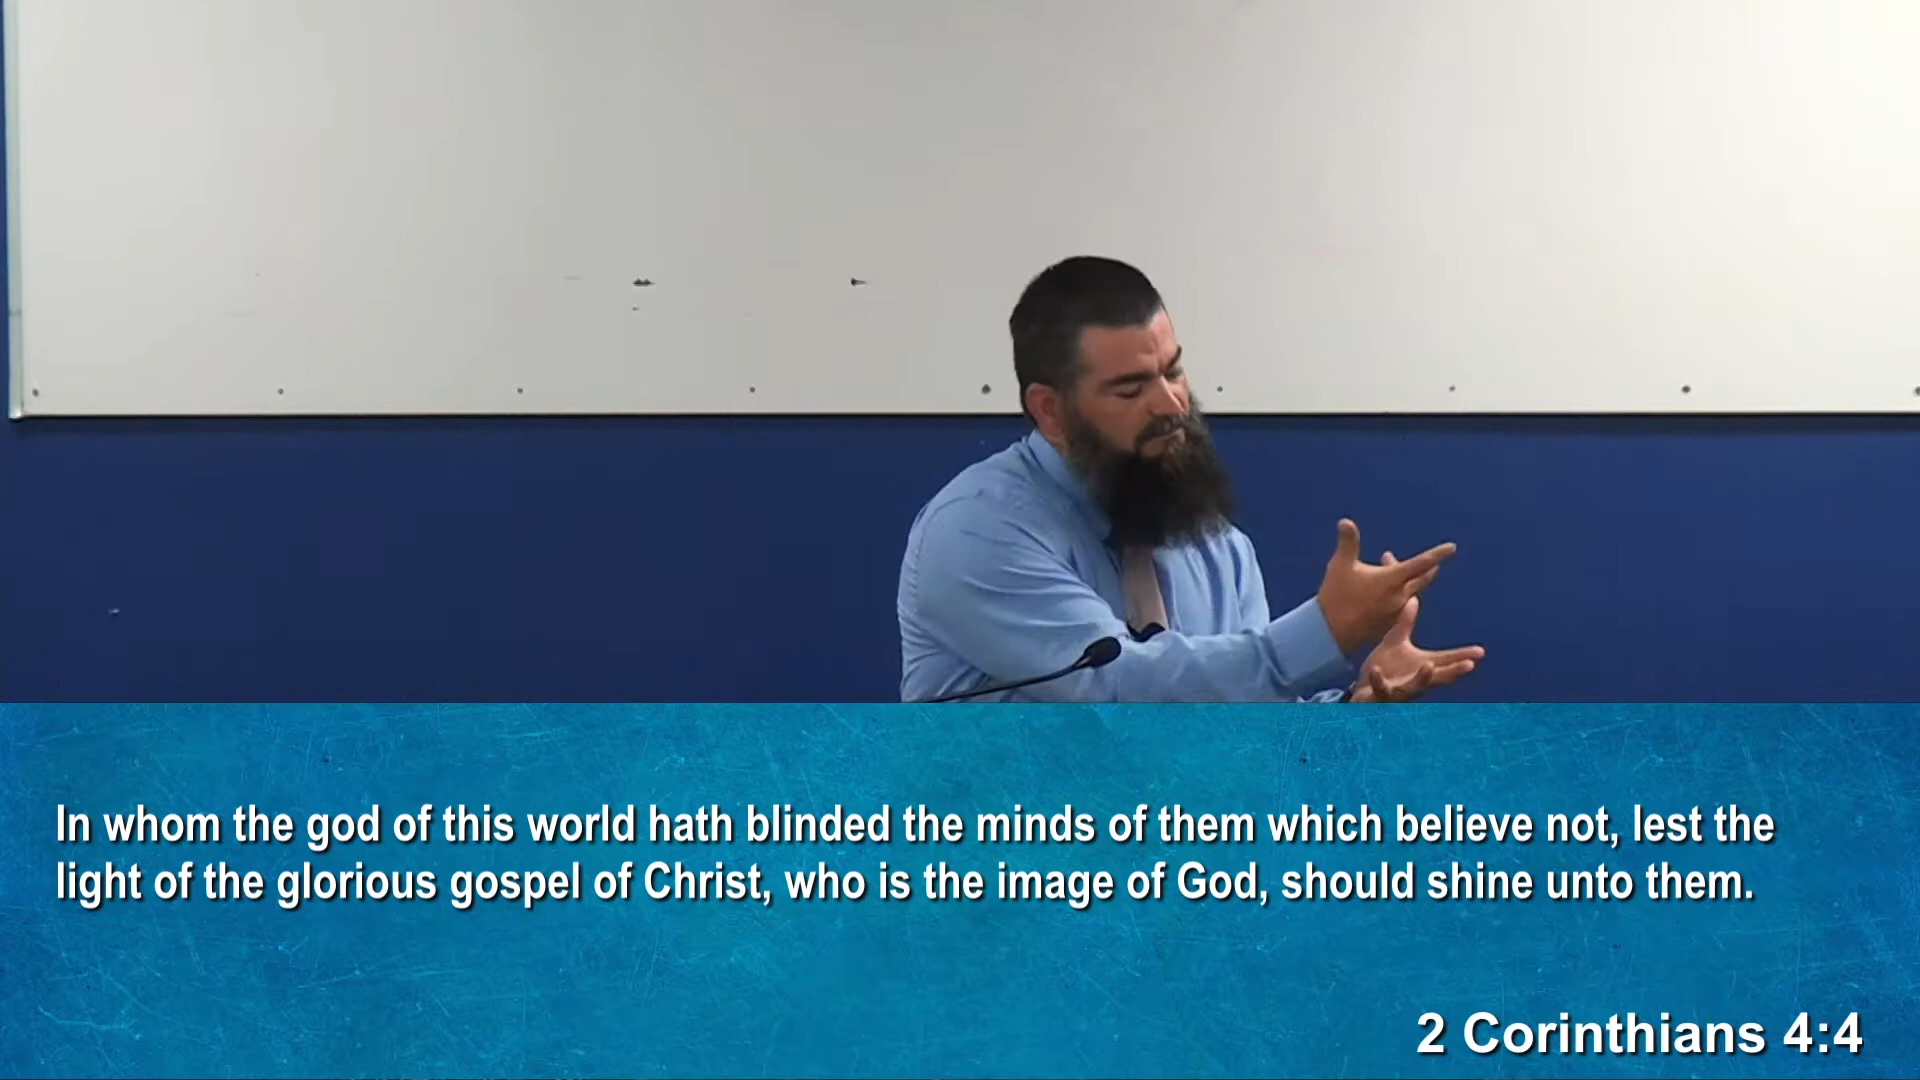 In whom the god of this world hath blinded the minds of them which believe not, lest the
light of the glorious gospel of Christ, who is the image of God, should shine unto them.
2 Corinthians 4:4